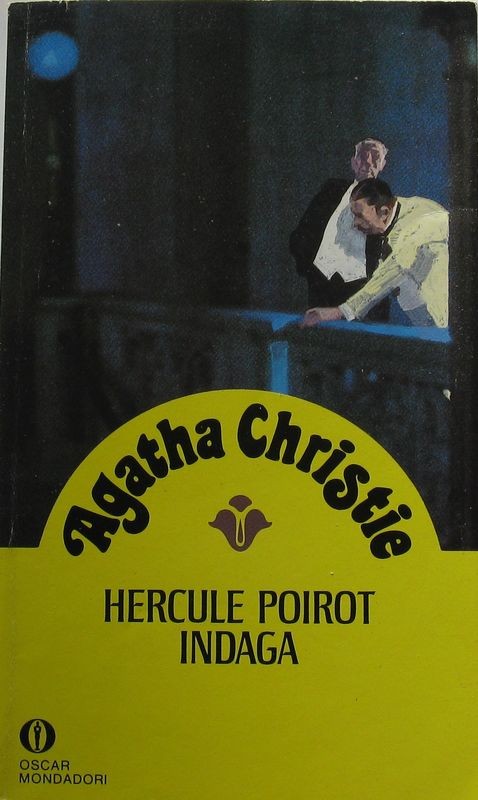 Agatha Christie
HERCULE POIROT
INDAGA
OSCAR
MONDADORI